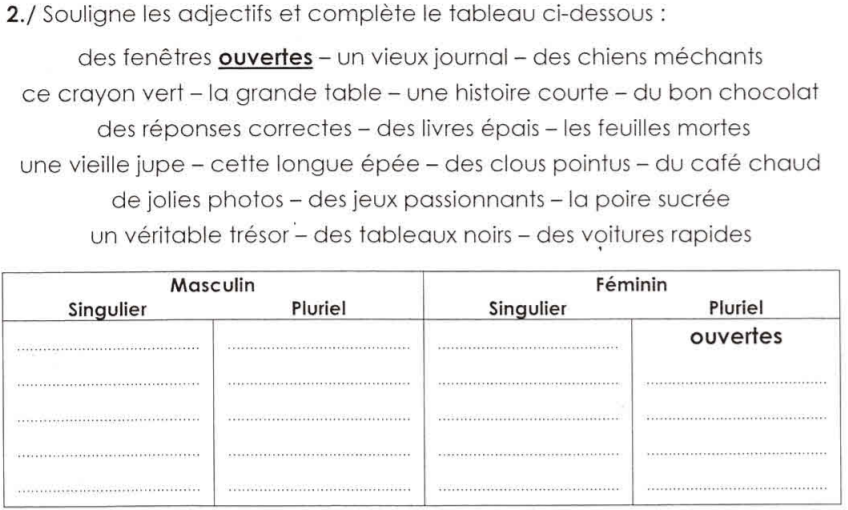 2./ Souligne les adjectifs et complète le tableau ci-dessous :
des fenêtres ouvertes – un vieux journal – des chiens méchants
ce crayon vert – la grande table – une histoire courte – du bon chocolat
des réponses correctes – des livres épais – les feuilles mortes
une vieille jupe – cette longue épée – des clous pointus – du café chaud
de jolies photos – des jeux passionnants – la poire sucrée
un véritable trésor – des tableaux noirs – des voitures rapides
Masculin Féminin
Singulier Pluriel Singulier Pluriel
ouvertes